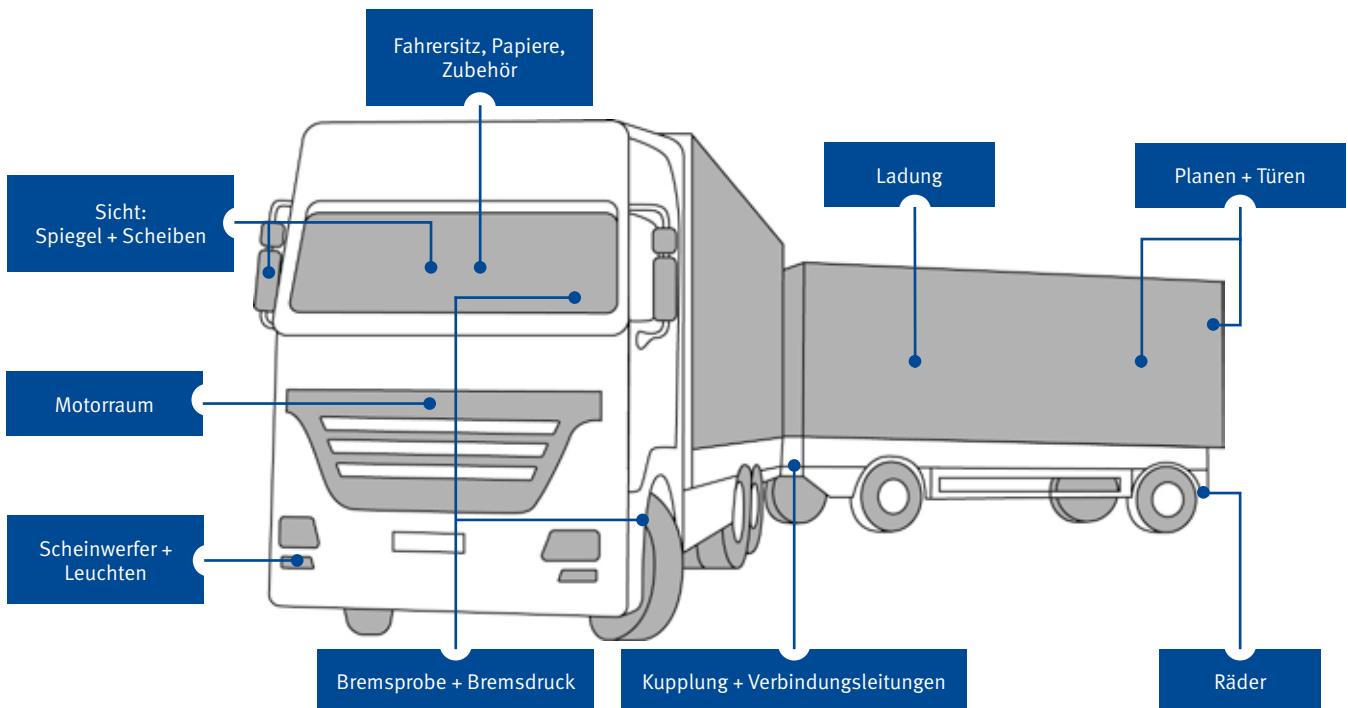 Fahrersitz, Papiere,
Zubehör
Sicht:
Spiegel + Scheiben
Ladung
Planen + Türen
Motorraum
Scheinwerfer +
Leuchten
Bremsprobe + Bremsdruck
Kupplung + Verbindungsleitungen
Räder